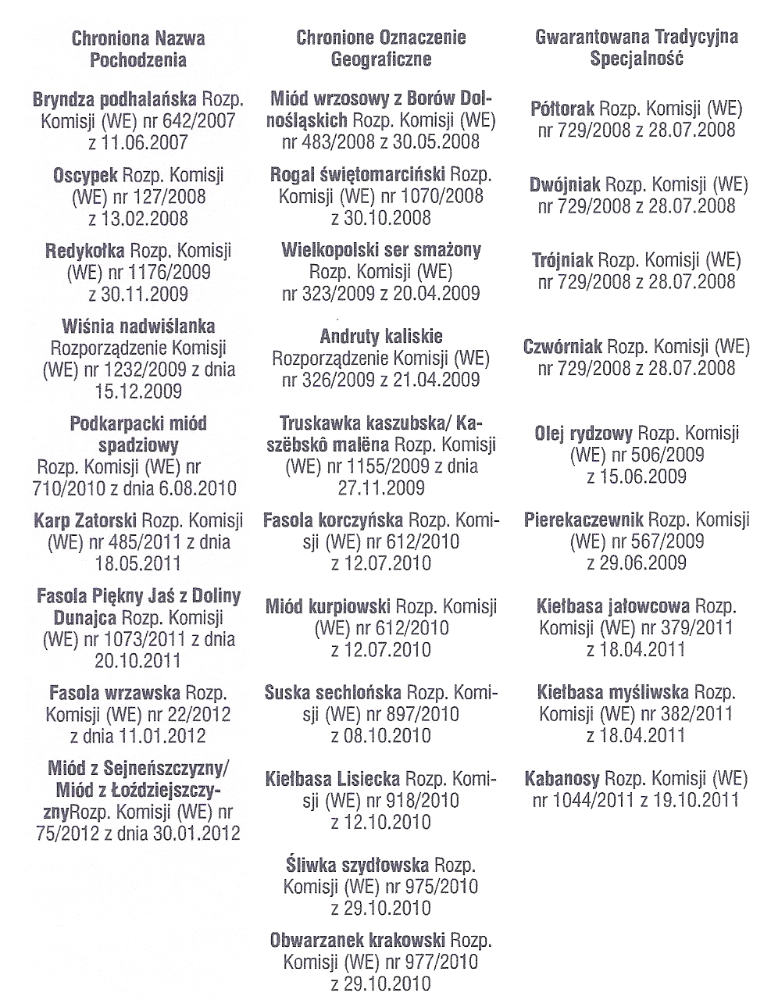 Chroniona Nazwa
Pochodzenia
Bryndza podhalańska Rozp.
Komisji (WE) nr 642/2007
z 11.06.2007
Oscypek Rozp. Komisji
(WE) nr 127/2008
z 13.02.2008
Redykołka Rozp. Komisji
(WE) nr 1176/2009
z 30.11.2009
Wiśnia nadwiślanka
Rozporządzenie Komisji
(WE) nr 1232/2009 z dnia
15.12.2009
Podkarpacki miód
spadziowy
Rozp. Komisji (WE) nr
710/2010 z dnia 6.08.2010
Karp Zatorski Rozp. Komisji
(WE) nr 485/2011 z dnia
18.05.2011
Fasola Piękny Jaś z Doliny
Dunajca Rozp. Komisji
(WE) nr 1073/2011 z dnia
20.10.2011
Fasola wrzawska Rozp.
Komisji (WE) nr 22/2012
z dnia 11.01.2012
Miód z Sejneńszczyzny/
Miód z Łoździejszczy-
znyRozp. Komisji (WE) nr
75/2012 z dnia 30.01.2012
Chronione Oznaczenie
Geograficzne
Miód wrzosowy z Borów Dol-
nośląskich Rozp. Komisji (WE)
nr 483/2008 z 30.05.2008
Rogal świętomarciński Rozp.
Komisji (WE) nr 1070/2008
z 30.10.2008
Wielkopolski ser smażony
Rozp. Komisji (WE)
nr 323/2009 z 20.04.2009
Andruty kaliskie
Rozporządzenie Komisji (WE)
nr 326/2009 z 21.04.2009
Truskawka kaszubska/ Ka-
szëbskô malëna Rozp. Komisji
(WE) nr 1155/2009 z dnia
27.11.2009
Fasola korczyńska Rozp. Komi-
sji (WE) nr 612/2010
z 12.07.2010
Miód kurpiowski Rozp. Komisji
(WE) nr 612/2010
z 12.07.2010
Suska sechlońska Rozp. Komi-
sji (WE) nr 897/2010
z 08.10.2010
Kiełbasa Lisiecka Rozp. Komi-
sji (WE) nr 918/2010
z 12.10.2010
Śliwka szydłowska Rozp.
Komisji (WE) nr 975/2010
z 29.10.2010
Obwarzanek krakowski Rozp.
Komisji (WE) nr 977/2010
z 29.10.2010
Gwarantowana Tradycyjna
Specjalność
Półtorak Rozp. Komisji (WE)
nr 729/2008 z 28.07.2008
Dwójniak Rozp. Komisji (WE)
nr 729/2008 z 28.07.2008
Trójniak Rozp. Komisji (WE)
nr 729/2008 z 28.07.2008
Czwórniak Rozp. Komisji (WE)
nr 729/2008 z 28.07.2008
Olej rydzowy Rozp. Komisji
(WE) nr 506/2009
z 15.06.2009
Pierekaczewnik Rozp. Komisji
(WE) nr 567/2009
z 29.06.2009
Kiełbasa jałowcowa Rozp.
Komisji (WE) nr 379/2011
z 18.04.2011
Kiełbasa myśliwska Rozp.
Komisji (WE) nr 382/2011
z 18.04.2011
Kabanosy Rozp. Komisji (WE)
nr 1044/2011 z 19.10.2011